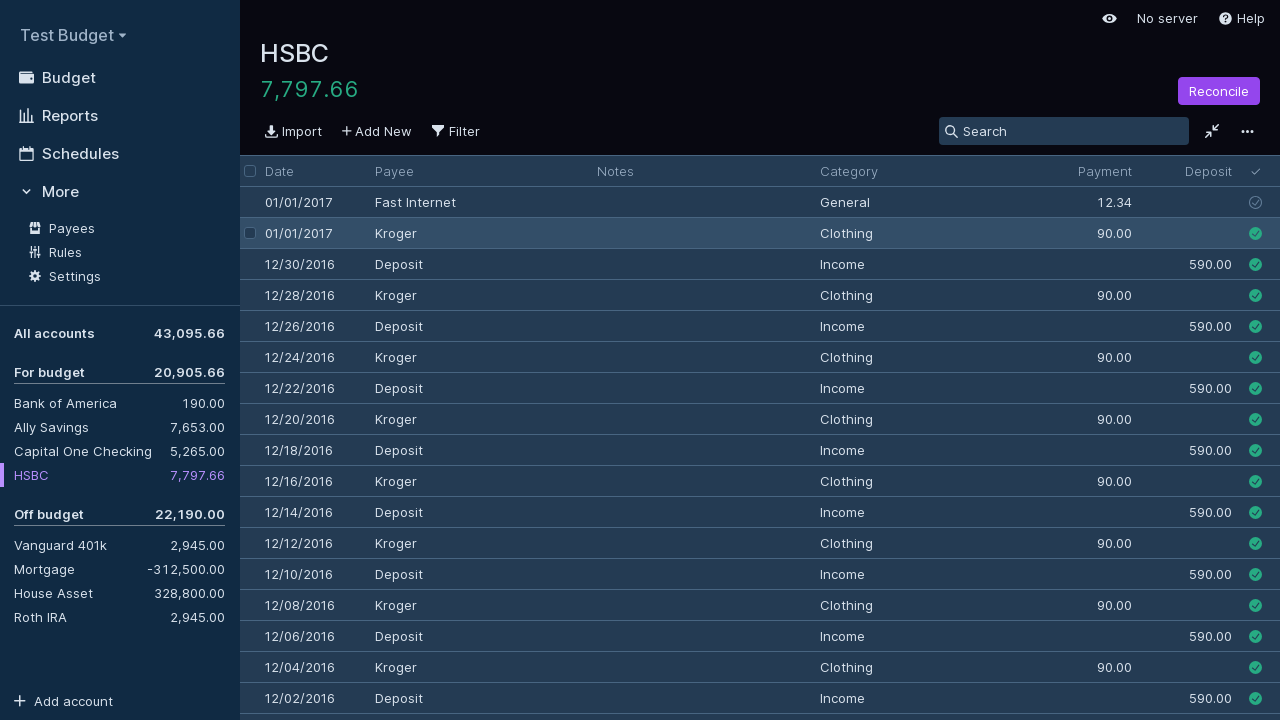 Test Budget
Budget
Reports
Schedules
More
Payees
Rules
Settings
All accounts 43,095.66
For budget 20,905.66
Bank of America 190.00
Ally Savings 7,653.00
Capital One Checking 5,265.00
HSBC 7,797.66
Off budget 22,190.00
Vanguard 401k 2,945.00
Mortgage -312,500.00
House Asset 328,800.00
Roth IRA 2,945.00
Add account
No server Help
HSBC
7,797.66
Reconcile
Import Add New Filter Search
Date Payee Notes Category Payment Deposit
01/01/2017 Fast Internet General 12.34
01/01/2017 Kroger Clothing 90.00
12/30/2016 Deposit Income 590.00
12/28/2016 Kroger Clothing 90.00
12/26/2016 Deposit Income 590.00
12/24/2016 Kroger Clothing 90.00
12/22/2016 Deposit Income 590.00
12/20/2016 Kroger Clothing 90.00
12/18/2016 Deposit Income 590.00
12/16/2016 Kroger Clothing 90.00
12/14/2016 Deposit Income 590.00
12/12/2016 Kroger Clothing 90.00
12/10/2016 Deposit Income 590.00
12/08/2016 Kroger Clothing 90.00
12/06/2016 Deposit Income 590.00
12/04/2016 Kroger Clothing 90.00
12/02/2016 Deposit Income 590.00